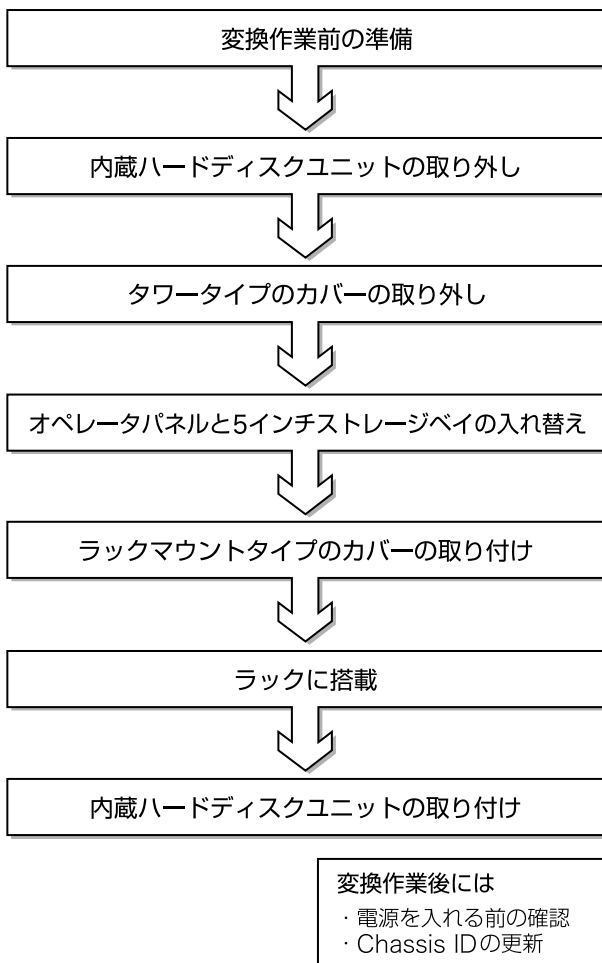 変換作業前の準備
内蔵ハードディスクユニットの取り外し
タワータイプのカバーの取り外し
オペレータパネルと5インチストレージベイの入れ替え
ラックマウントタイプのカバーの取り付け
ラックに搭載
内蔵ハードディスクユニットの取り付け
変換作業後には
・電源を入れる前の確認
・Chassis IDの更新